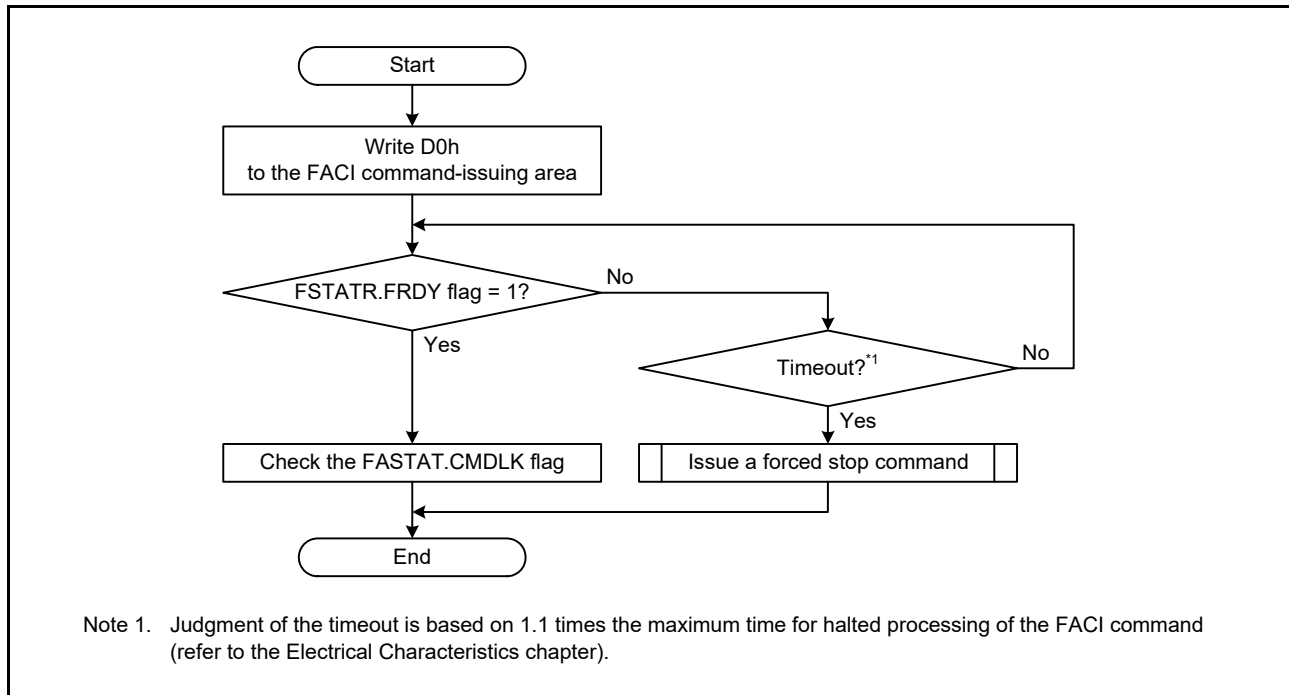 Start
Write D0h
to the FACI command-issuing area
FSTATR.FRDY flag = 1?
No
Yes
Timeout?*1
No
Yes
Check the FASTAT.CMDLK flag
Issue a forced stop command
End
Note 1. Judgment of the timeout is based on 1.1 times the maximum time for halted processing of the FACI command
(refer to the Electrical Characteristics chapter).